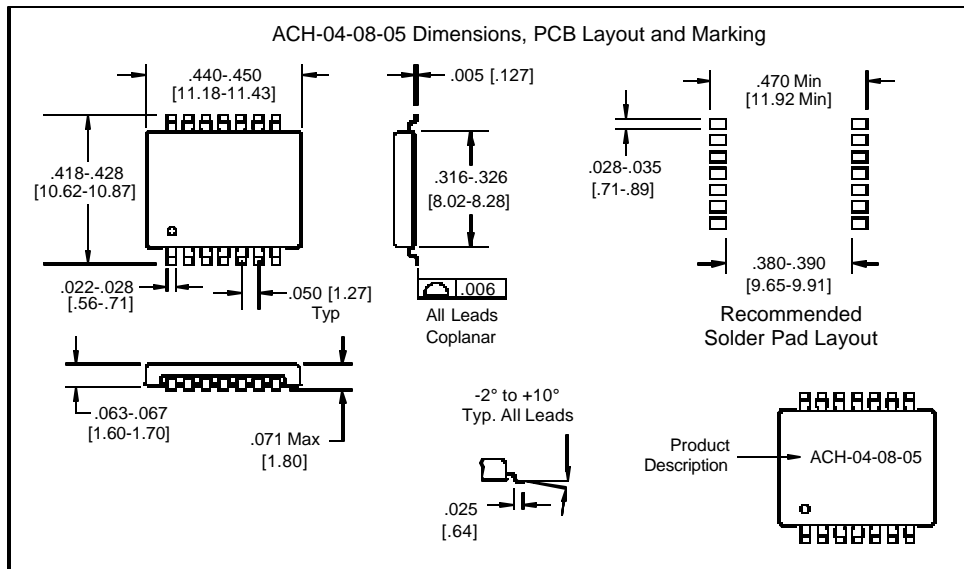 ACH-04-08-05 Dimensions, PCB Layout and Marking
.440-.450
[11.18-11.43]
.005 [.127]
.470 Min
[11.92 Min]
.418-.428
[10.62-10.87]
.316-.326
[8.02-8.28]
.028-.035
[.71-.89]
.022-.028
[.56-.71]
.050 [1.27]
Typ
.006
All Leads
Coplanar
.380-.390
[9.65-9.91]
Recommended
Solder Pad Layout
.063-.067
[1.60-1.70]
.071 Max
[1.80]
-2° to +10°
Typ. All Leads
.025
[.64]
Product
Description
ACH-04-08-05